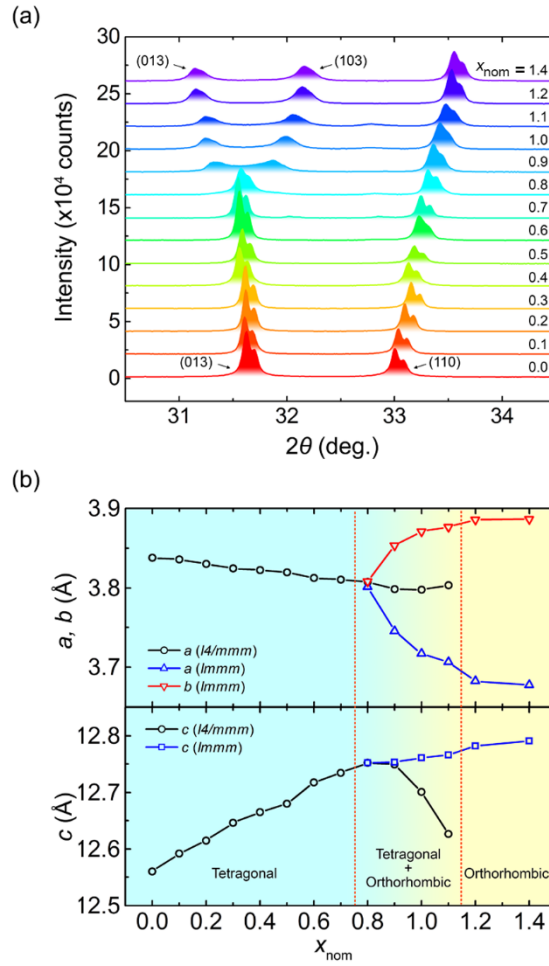 (a)
30
25
20
15
10
5
0
Intensity (x10⁴ counts)
(013)
(103)
x_nom = 1.4
1.2
1.1
1.0
0.9
0.8
0.7
0.6
0.5
0.4
0.3
0.2
0.1
0.0
(013)
(110)
31 32 33 34
2θ (deg.)
(b)
3.9
3.8
3.7
a, b (Å)
a (I4/mmm)
a (Immm)
b (Immm)
12.8
12.7
12.6
12.5
c (Å)
c (I4/mmm)
c (Immm)
Tetragonal
Tetragonal
+
Orthorhombic
Orthorhombic
0.0 0.2 0.4 0.6 0.8 1.0 1.2 1.4
x_nom